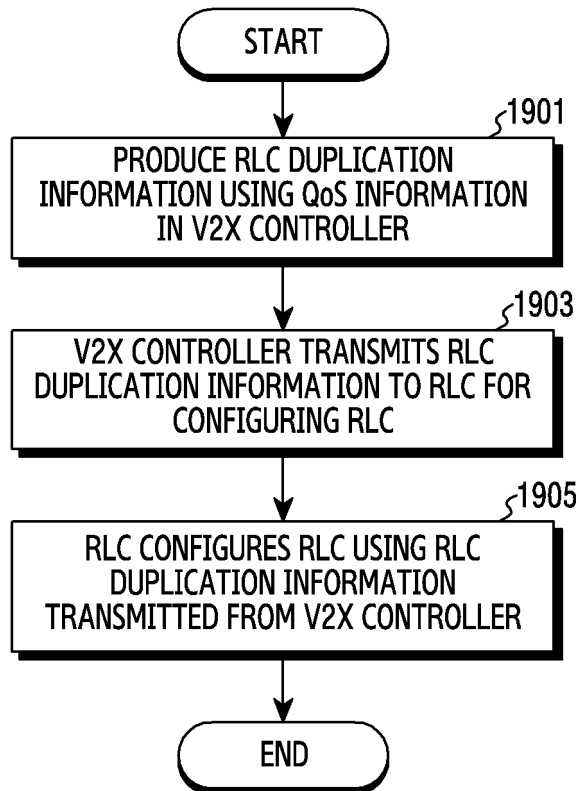 START
1901
PRODUCE RLC DUPLICATION
INFORMATION USING QoS INFORMATION
IN V2X CONTROLLER
1903
V2X CONTROLLER TRANSMITS RLC
DUPLICATION INFORMATION TO RLC FOR
CONFIGURING RLC
1905
RLC CONFIGURES RLC USING RLC
DUPLICATION INFORMATION
TRANSMITTED FROM V2X CONTROLLER
END